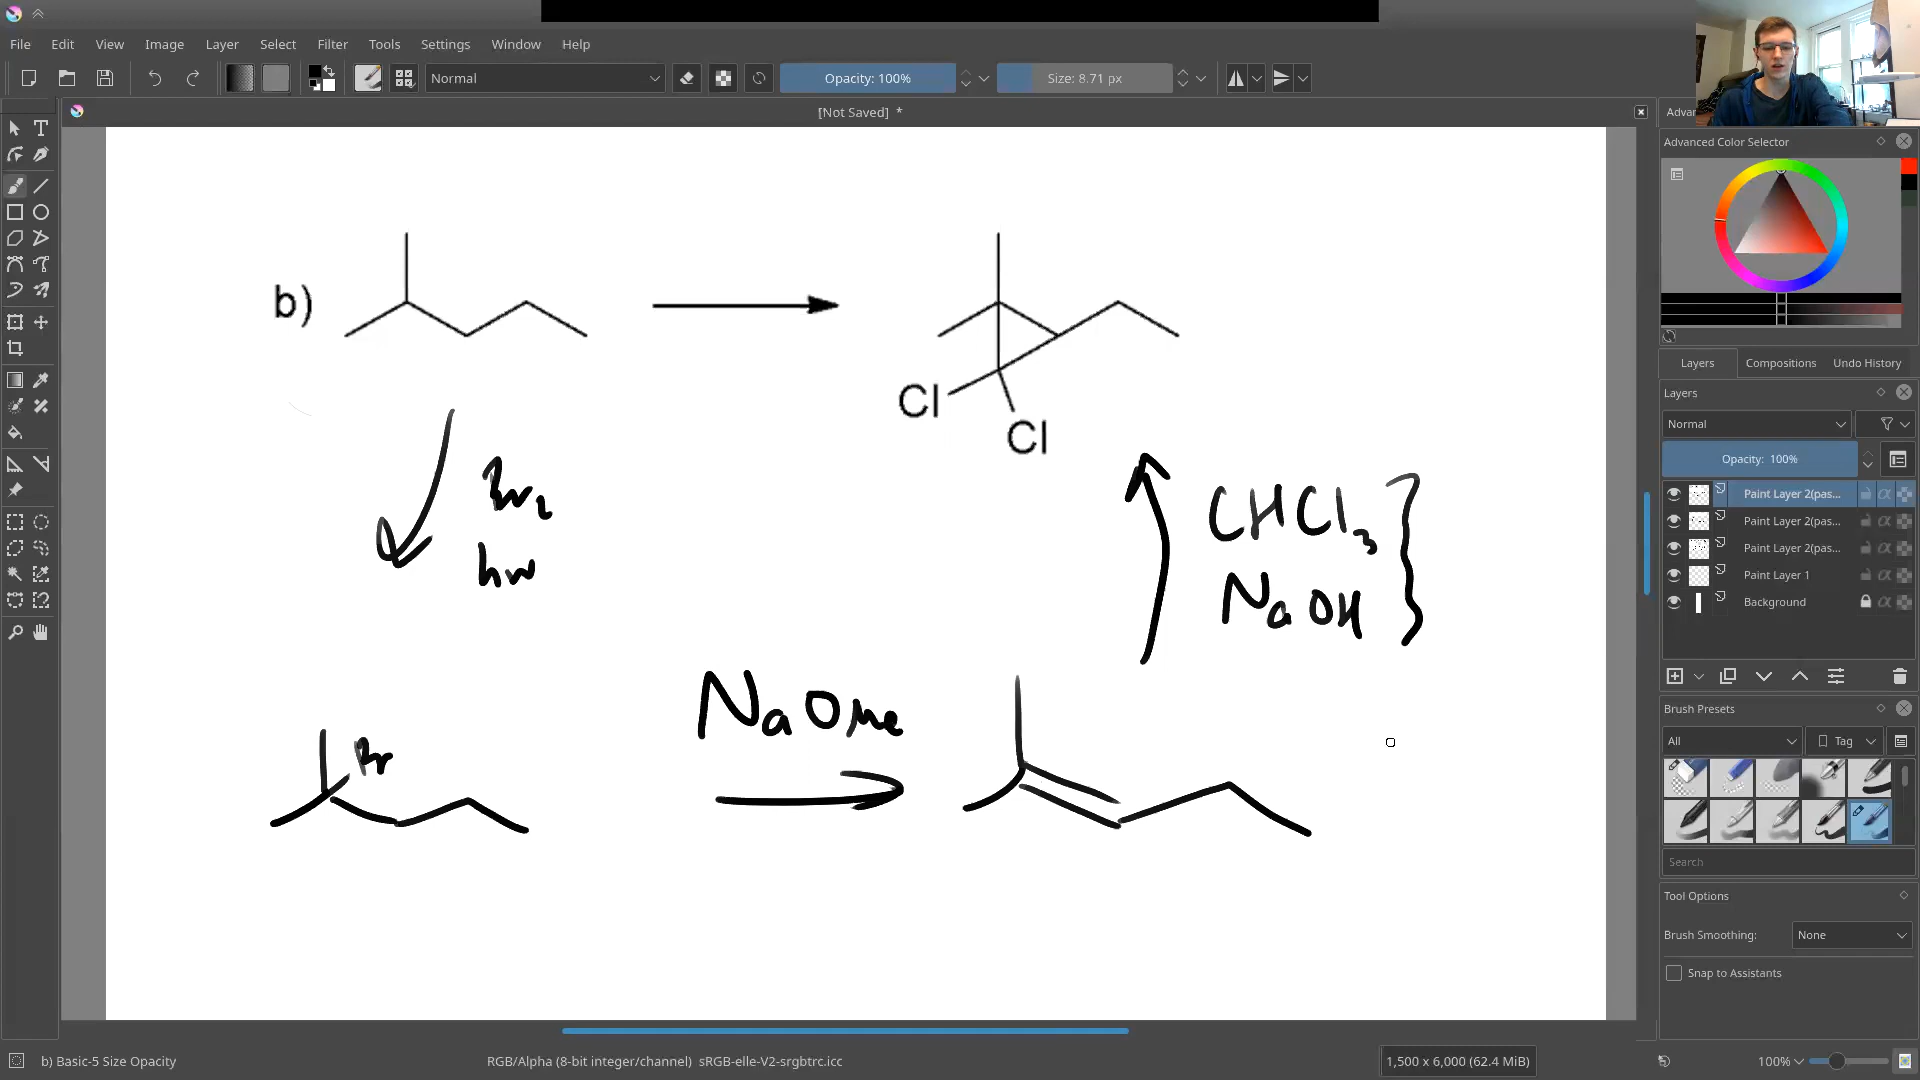 File Edit View Image Layer Select Filter Tools Settings Window Help
Normal
Opacity: 100%
Size: 8.71 px
[Not Saved] *
Advan
Advanced Color Selector
b)
Cl
Cl
Br2
hν
CHCl3
NaOH
NaOMe
Br
Layers Compositions Undo History
Layers
Normal
Opacity: 100%
Paint Layer 2(pas...
Paint Layer 2(pas...
Paint Layer 2(pas...
Paint Layer 1
Background
Brush Presets
All
Tag
Search
Tool Options
Brush Smoothing: None
Snap to Assistants
b) Basic-5 Size Opacity
RGB/Alpha (8-bit integer/channel) sRGB-elle-V2-srgbtrc.icc
1,500 x 6,000 (62.4 MiB)
100%